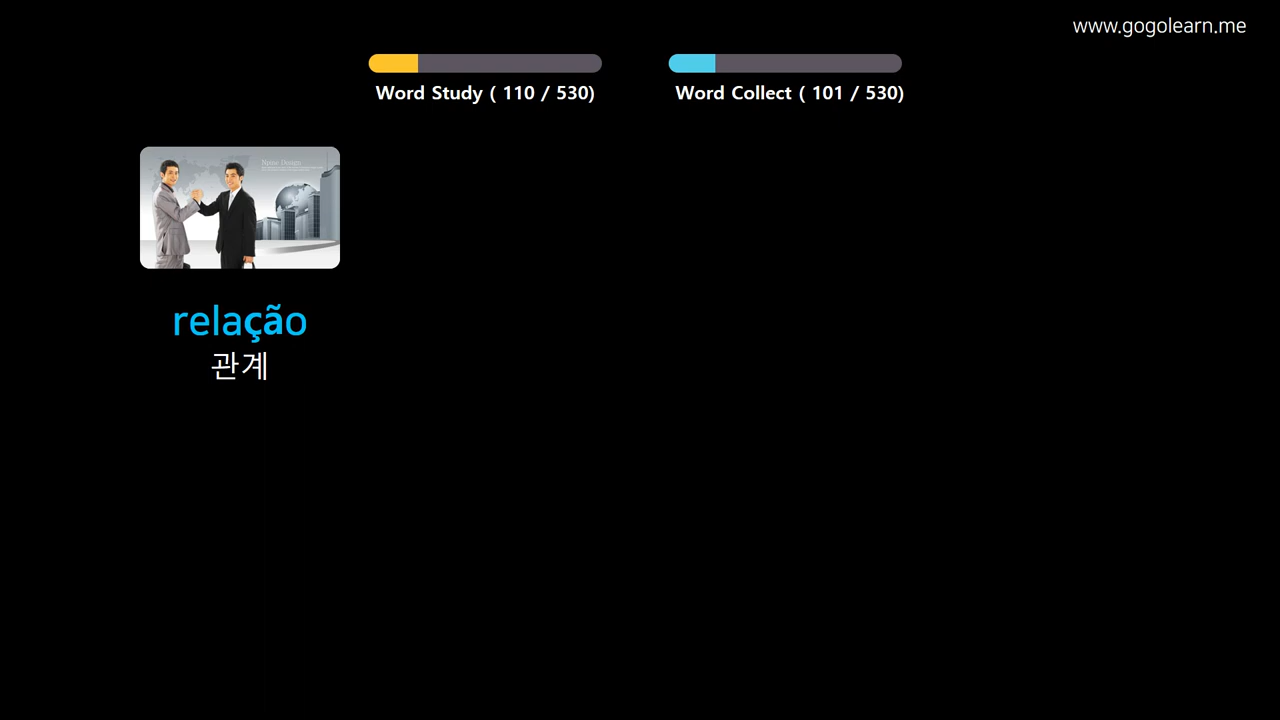 www.gogolearn.me
Word Study ( 110 / 530)
Word Collect ( 101 / 530)
relação
관계